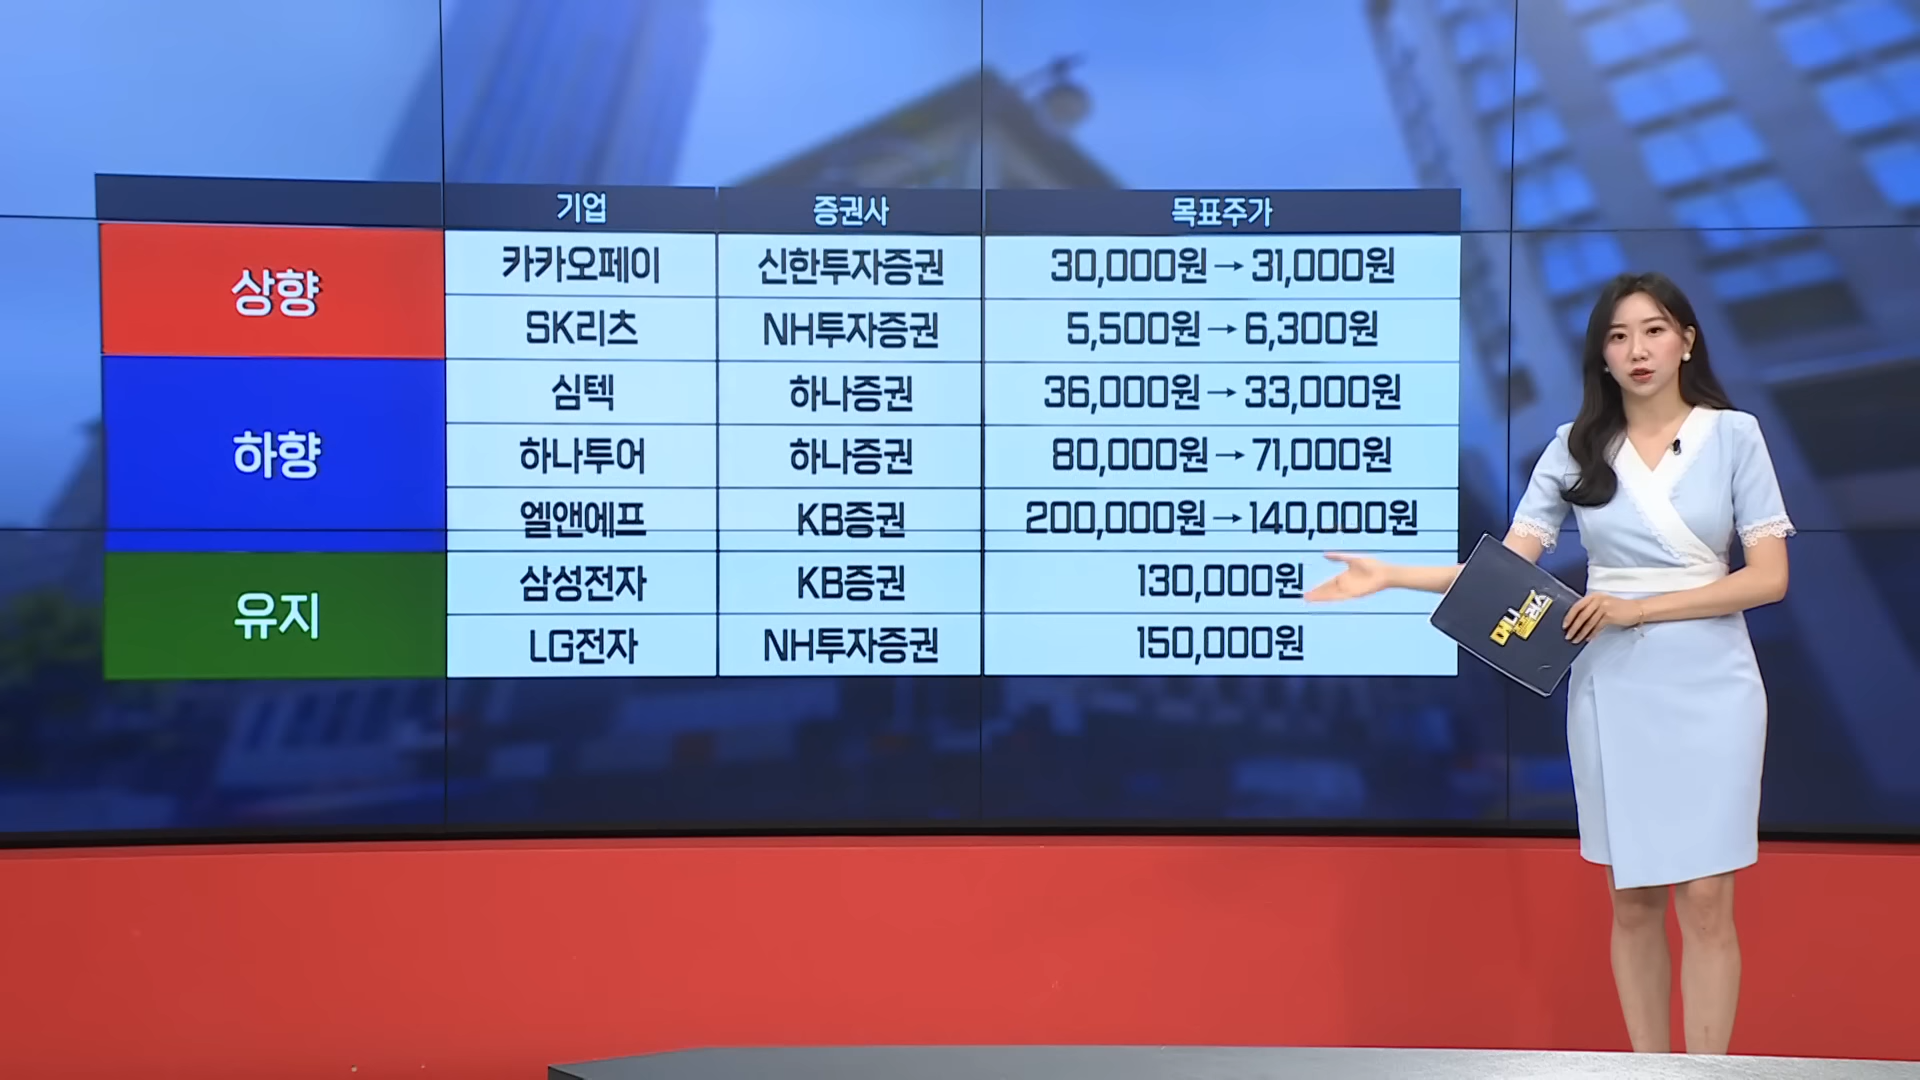 기업 증권사 목표주가
상향
카카오페이 신한투자증권 30,000원→31,000원
SK리츠 NH투자증권 5,500원→6,300원
하향
심텍 하나증권 36,000원→33,000원
하나투어 하나증권 80,000원→71,000원
엘앤에프 KB증권 200,000원→140,000원
유지
삼성전자 KB증권 130,000원
LG전자 NH투자증권 150,000원
머니플러스